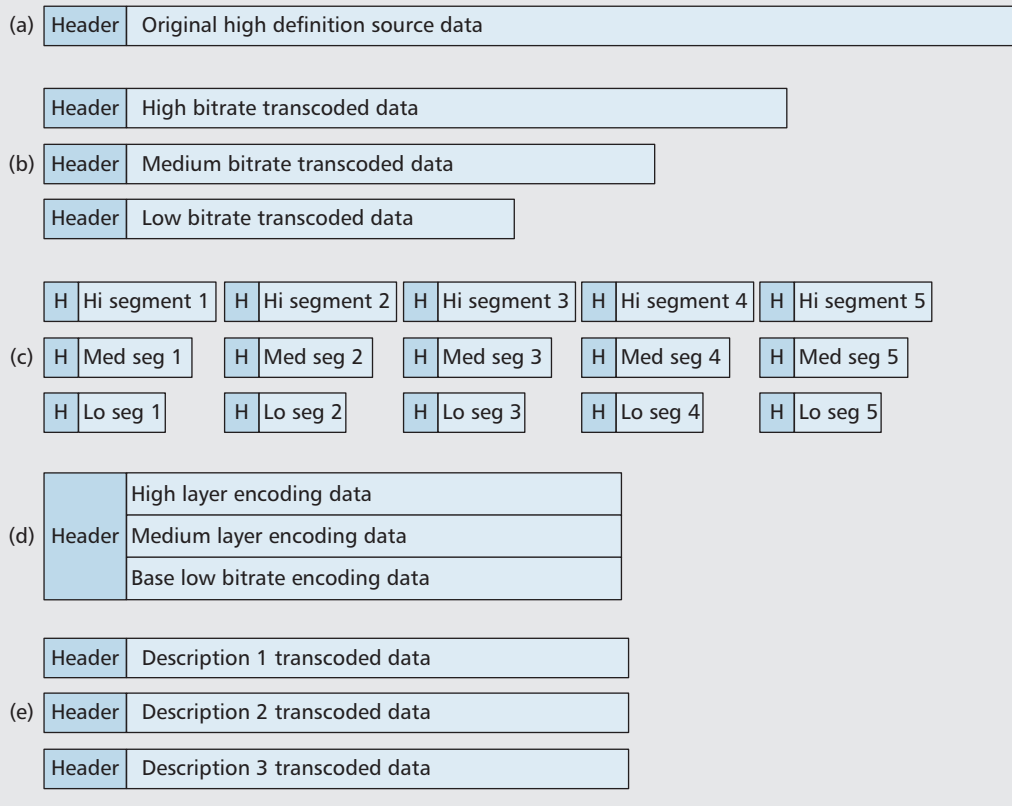 (a) Header Original high definition source data
Header High bitrate transcoded data
(b) Header Medium bitrate transcoded data
Header Low bitrate transcoded data
H Hi segment 1 H Hi segment 2 H Hi segment 3 H Hi segment 4 H Hi segment 5
(c) H Med seg 1 H Med seg 2 H Med seg 3 H Med seg 4 H Med seg 5
H Lo seg 1 H Lo seg 2 H Lo seg 3 H Lo seg 4 H Lo seg 5
High layer encoding data
(d) Header Medium layer encoding data
Base low bitrate encoding data
Header Description 1 transcoded data
(e) Header Description 2 transcoded data
Header Description 3 transcoded data